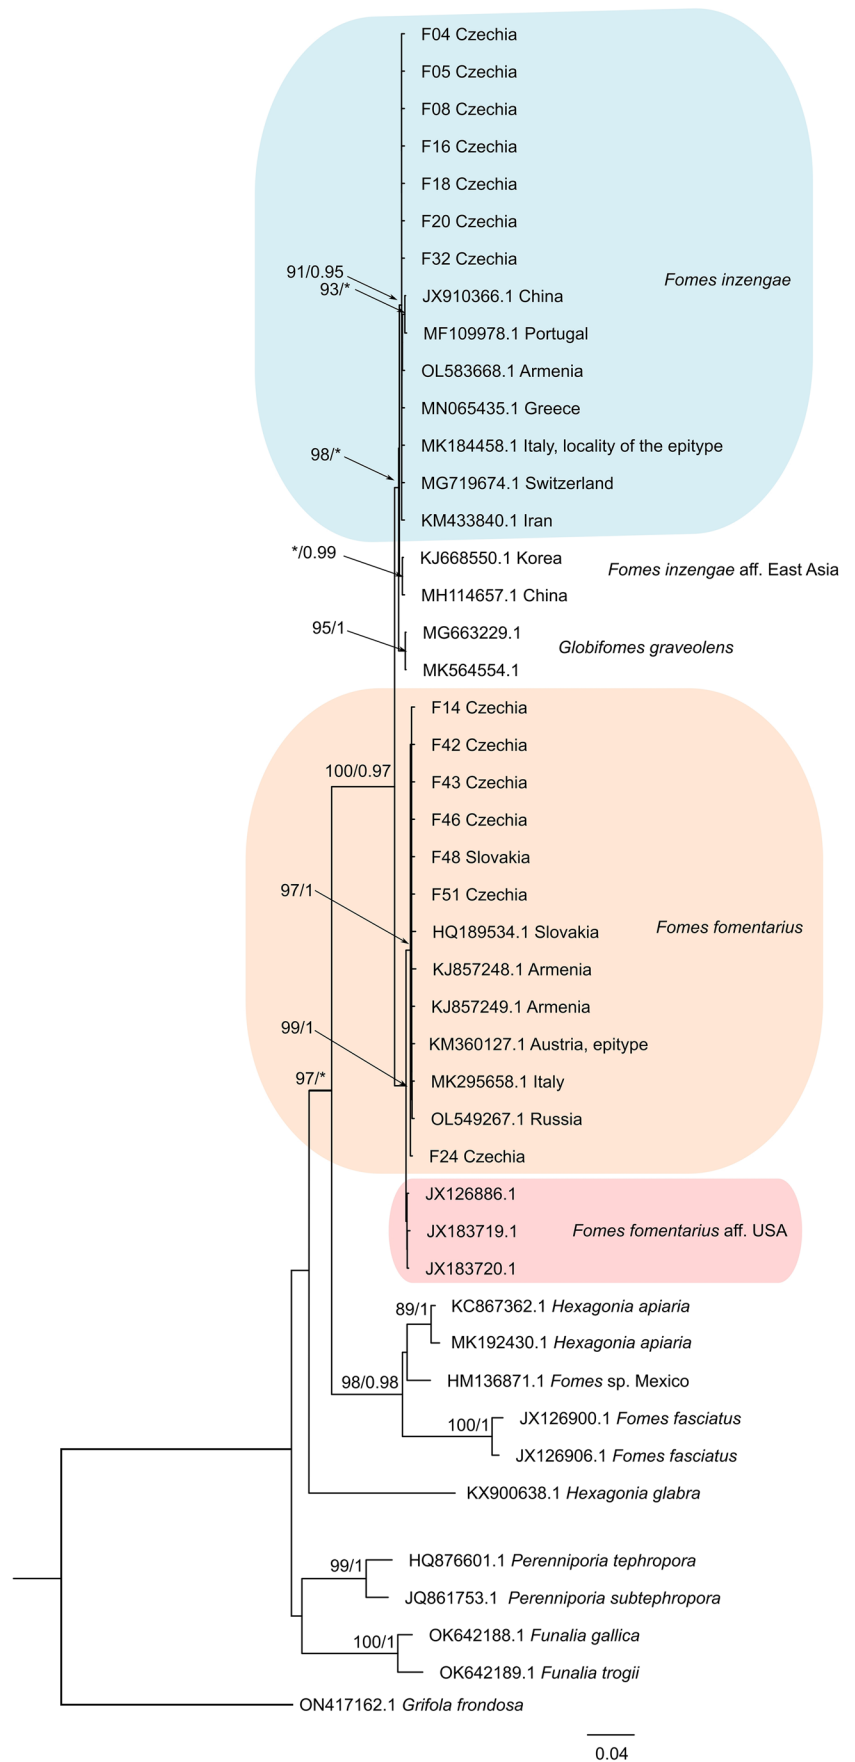 F04 Czechia
F05 Czechia
F08 Czechia
F16 Czechia
F18 Czechia
F20 Czechia
F32 Czechia
91/0.95
Fomes inzengae
93/*
JX910366.1 China
MF109978.1 Portugal
OL583668.1 Armenia
MN065435.1 Greece
MK184458.1 Italy, locality of the epitype
98/*
MG719674.1 Switzerland
KM433840.1 Iran
*/0.99
KJ668550.1 Korea
Fomes inzengae aff. East Asia
MH114657.1 China
95/1
MG663229.1
Globifomes graveolens
MK564554.1
F14 Czechia
F42 Czechia
100/0.97
F43 Czechia
F46 Czechia
F48 Slovakia
97/1
F51 Czechia
HQ189534.1 Slovakia
Fomes fomentarius
KJ857248.1 Armenia
KJ857249.1 Armenia
99/1
KM360127.1 Austria, epitype
97/*
MK295658.1 Italy
OL549267.1 Russia
F24 Czechia
JX126886.1
JX183719.1
Fomes fomentarius aff. USA
JX183720.1
89/1
KC867362.1 Hexagonia apiaria
MK192430.1 Hexagonia apiaria
98/0.98
HM136871.1 Fomes sp. Mexico
100/1
JX126900.1 Fomes fasciatus
JX126906.1 Fomes fasciatus
KX900638.1 Hexagonia glabra
99/1
HQ876601.1 Perenniporia tephropora
JQ861753.1 Perenniporia subtephropora
100/1
OK642188.1 Funalia gallica
OK642189.1 Funalia trogii
ON417162.1 Grifola frondosa
0.04